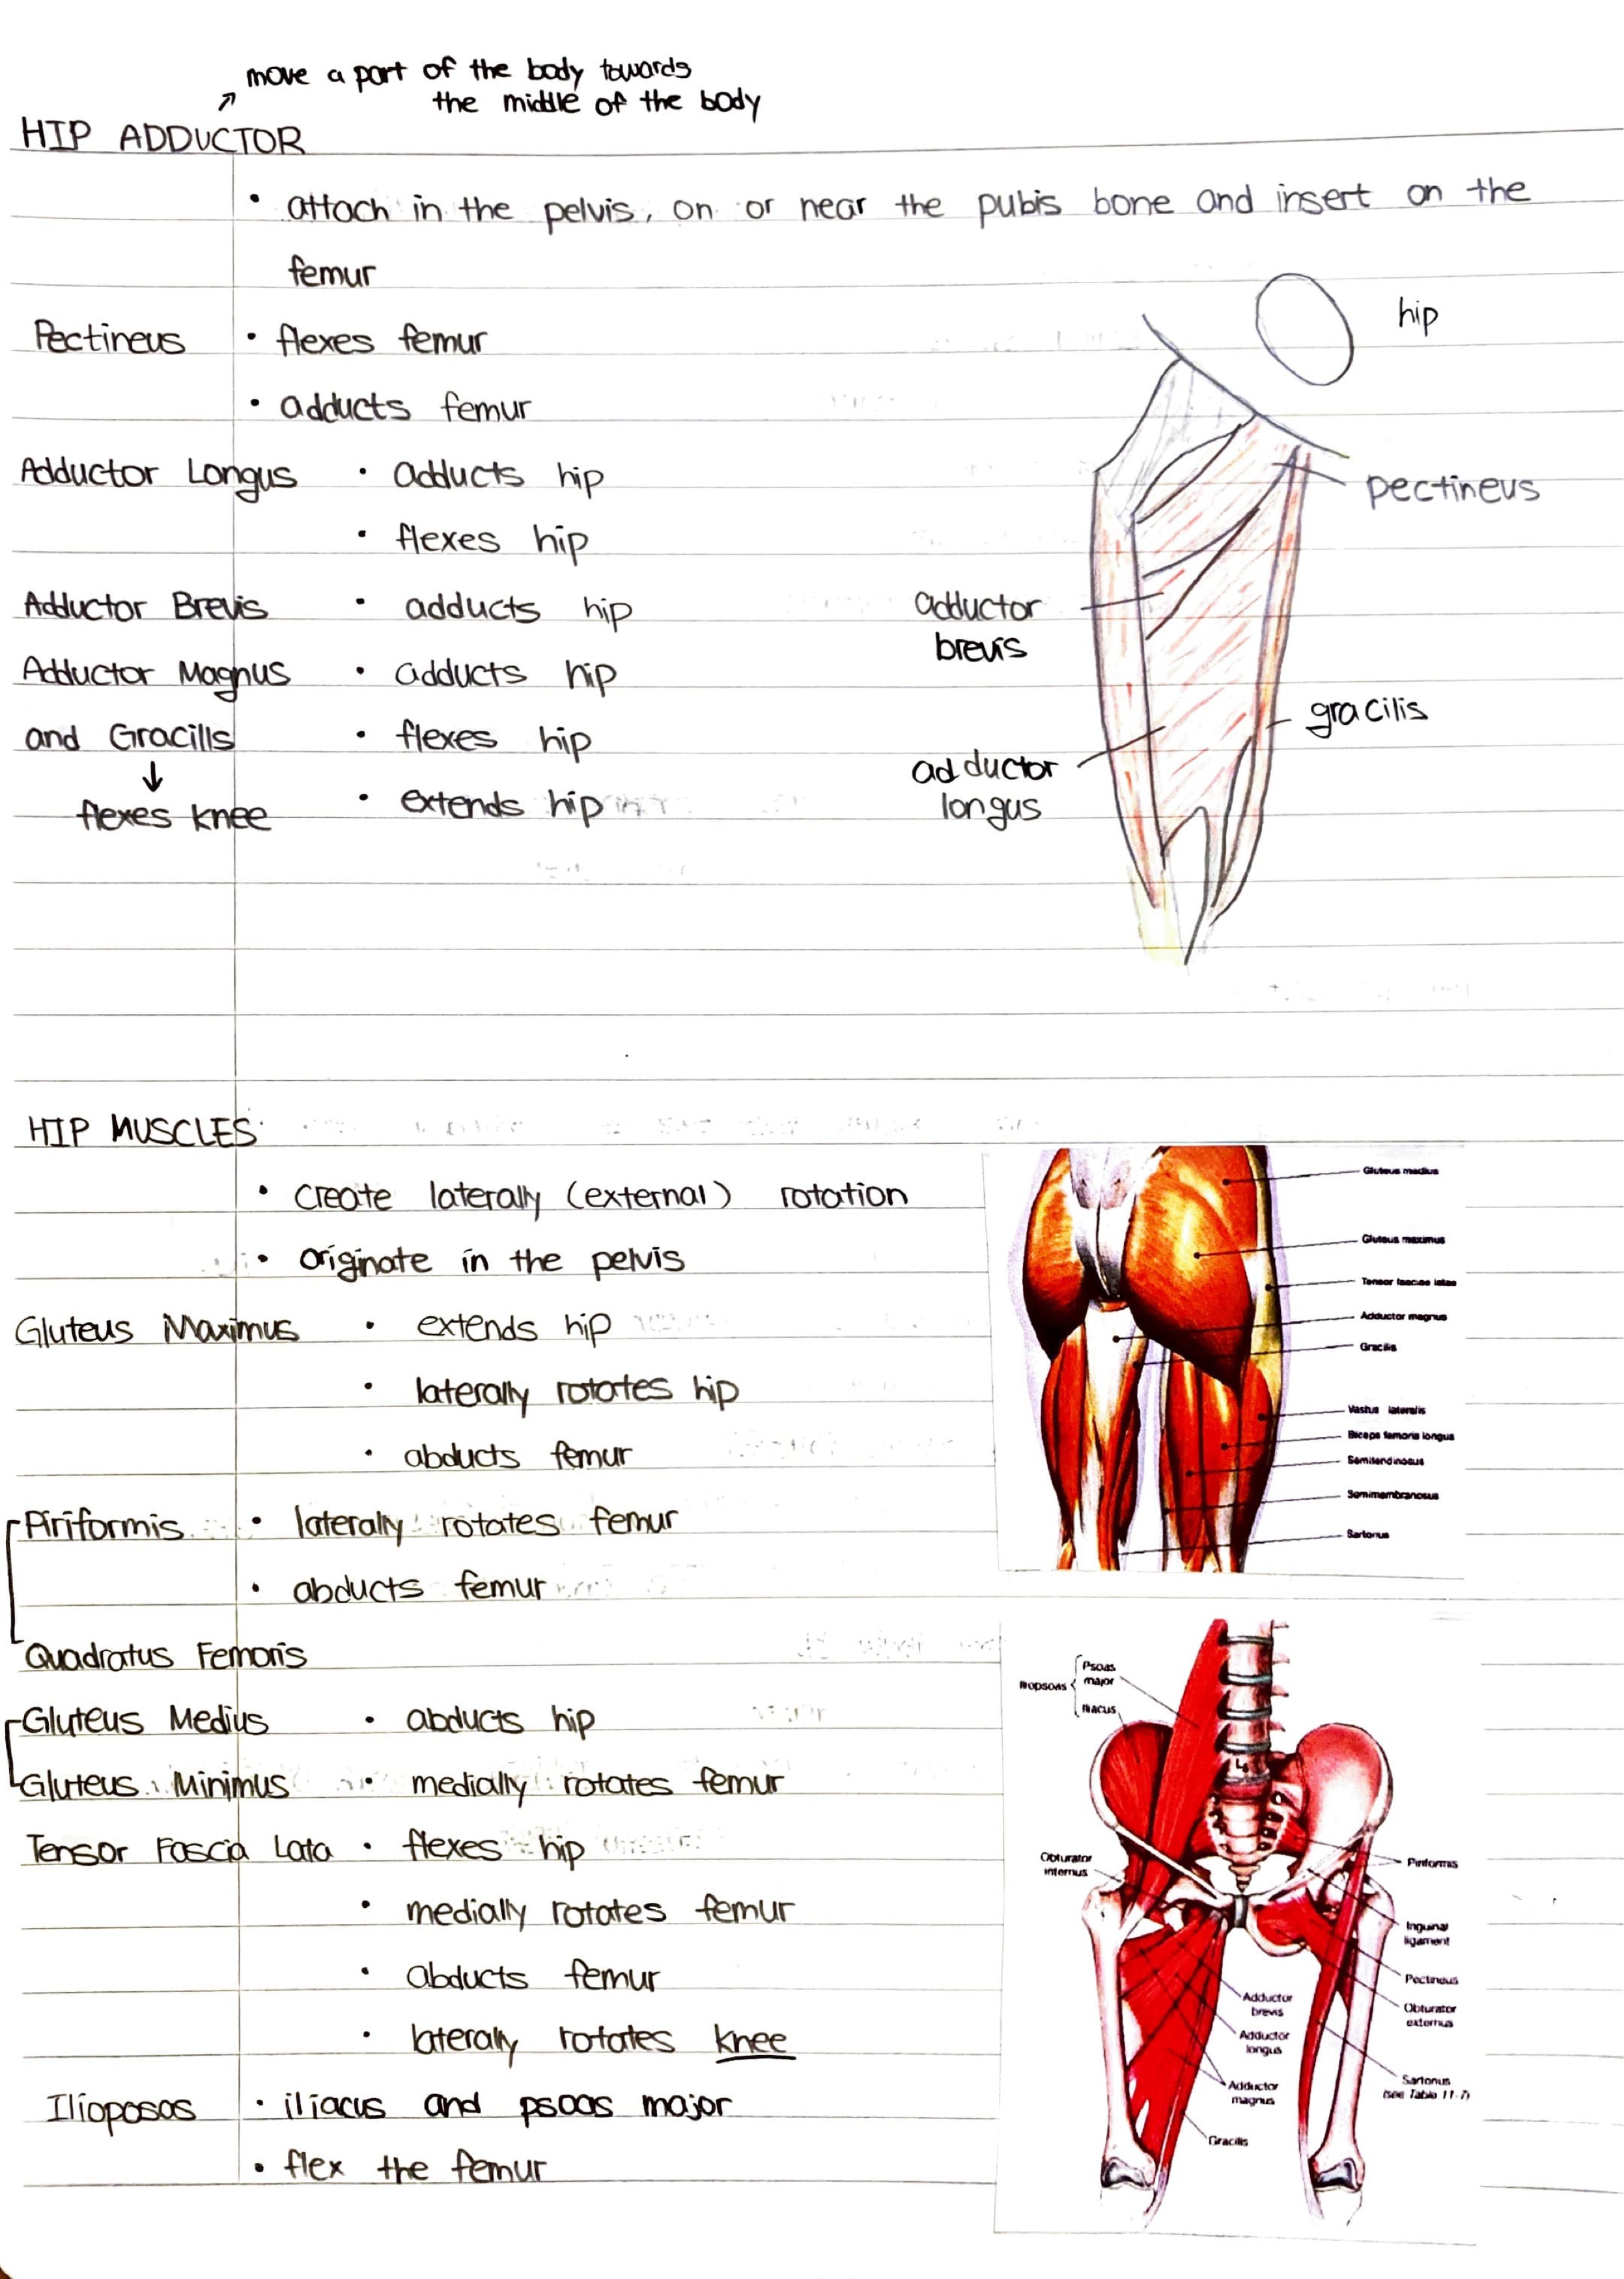 move a part of the body towards
the middle of the body
HIP ADDUCTOR
• attach in the pelvis, on or near the pubis bone and insert on the
femur
Pectineus • flexes femur
• adducts femur
Adductor Longus • adducts hip
• flexes hip
Adductor Brevis • adducts hip
Adductor Magnus • adducts hip
and Gracills • flexes hip
↓
flexes knee • extends hip
hip
pectineus
adductor
brevis
gracilis
adductor
longus
HIP MUSCLES
• create laterally (external) rotation
• originate in the pelvis
Gluteus Maximus • extends hip
• laterally rotates hip
• abducts femur
Piriformis • laterally rotates femur
• abducts femur
Quadratus Femoris
Gluteus Medius • abducts hip
Gluteus Minimus • medially rotates femur
Tensor Fascia Lata • flexes hip
• medially rotates femur
• abducts femur
• laterally rotates knee
Ilioposas • iliacus and psoas major
• flex the femur
Gluteus medius
Gluteus maximus
Tensor fasciae latae
Adductor magnus
Gracilis
Vastus lateralis
Biceps femoris longus
Semitendinosus
Semimembranosus
Sartorius
Psoas
major
Iliopsoas
Iliacus
L5
Obturator
internus
Piriformis
Inguinal
ligament
Pectineus
Obturator
externus
Adductor
brevis
Adductor
longus
Adductor
magnus
Sartorius
(see Table 11-7)
Gracilis